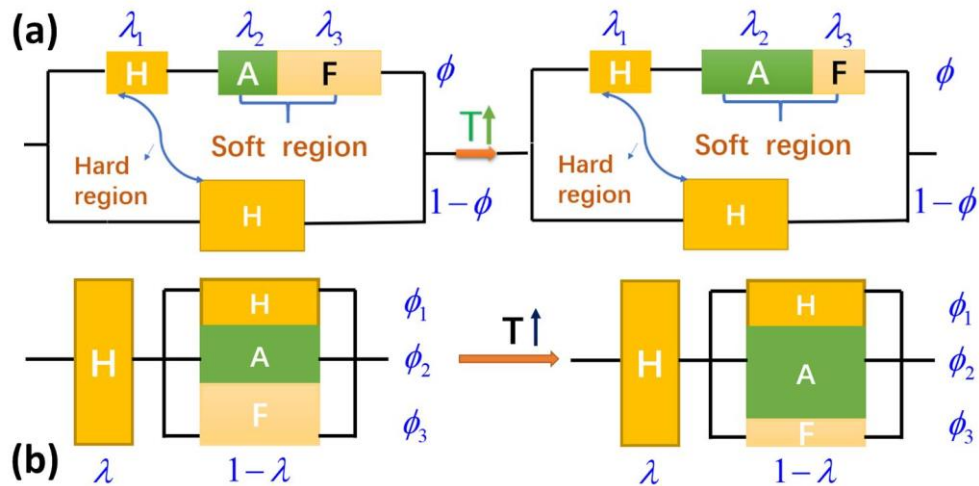 (a)
λ₁ λ₂ λ₃
H A F ϕ
Soft region
Hard
region
H
1−ϕ
T
λ₁ λ₂ λ₃
H A F ϕ
Soft region
Hard
region
H
1−ϕ
(b)
H
H ϕ₁
A ϕ₂
F ϕ₃
λ 1−λ
T
H
H ϕ₁
A ϕ₂
F ϕ₃
λ 1−λ